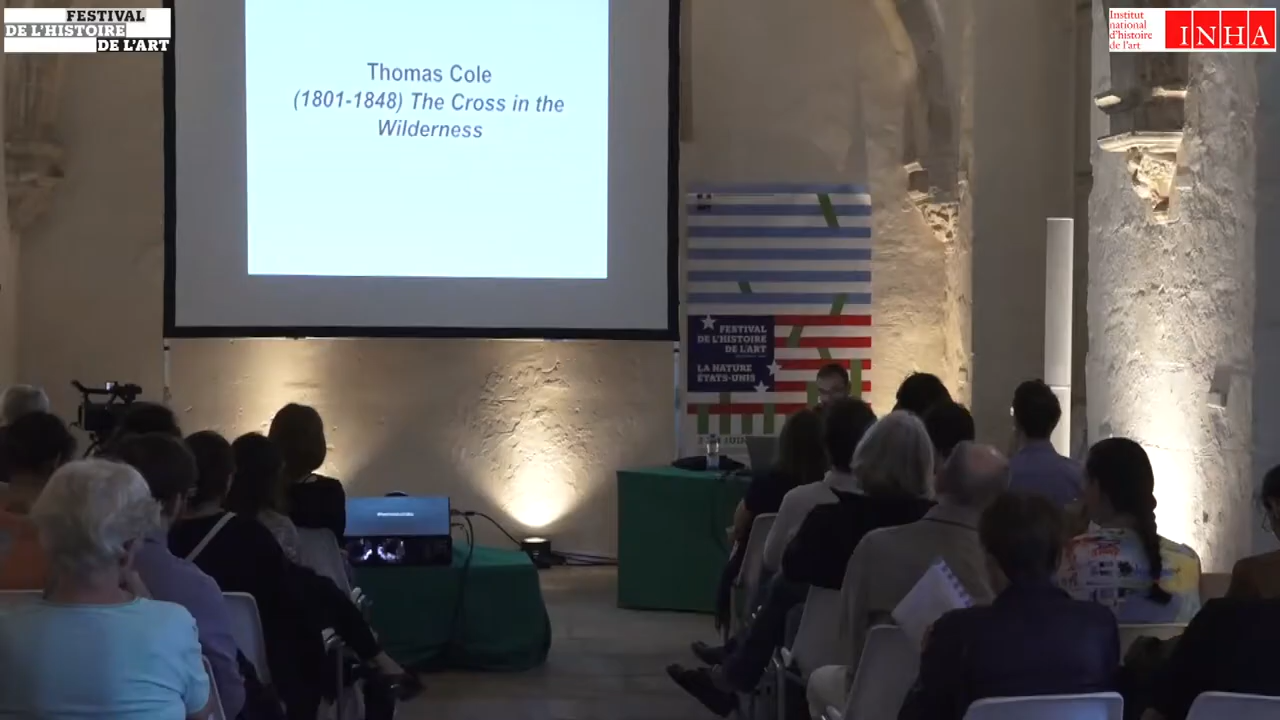 FESTIVAL
DE L'HISTOIRE
DE L'ART
Institut
national
d'histoire
de l'art
INHA
Thomas Cole
(1801-1848) The Cross in the
Wilderness
FESTIVAL
DE L'HISTOIRE
DE L'ART
LA NATURE
ÉTATS-UNIS